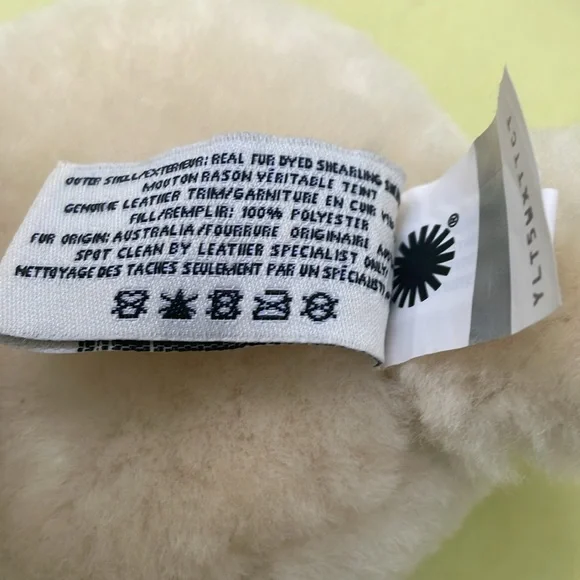 OUTER SHELL/EXTERIEUR: REAL FUR DYED SHEARLING
MOUTON RASON VÉRITABLE TEINT
GENUINE LEATHER TRIM/GARNITURE EN CUIR
FILL/REMPLIR: 100% POLYESTER
FUR ORIGIN: AUSTRALIA/FOURRURE ORIGINAIRE
SPOT CLEAN BY LEATHER SPECIALIST ONLY/
NETTOYAGE DES TACHES SEULEMENT PAR UN SPÉCIALISTE
®
YLTSNXTTCT